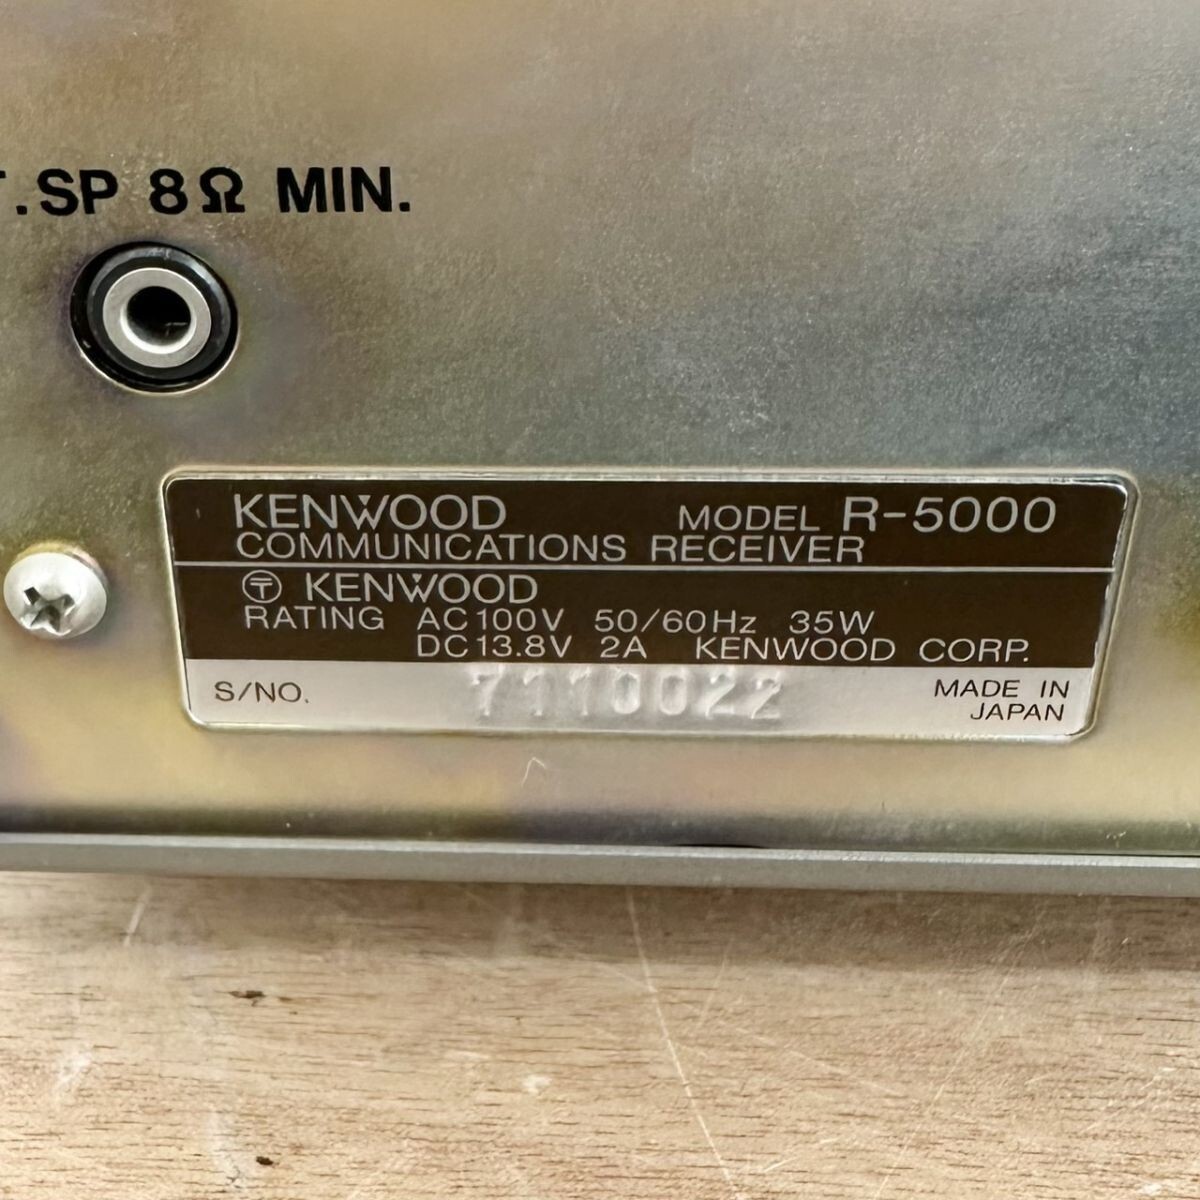 T.SP 8Ω MIN.
KENWOOD MODEL R-5000
COMMUNICATIONS RECEIVER
〶 KENWOOD
RATING AC100V 50/60Hz 35W
DC13.8V 2A KENWOOD CORP.
S/NO. 7110022 MADE IN
JAPAN